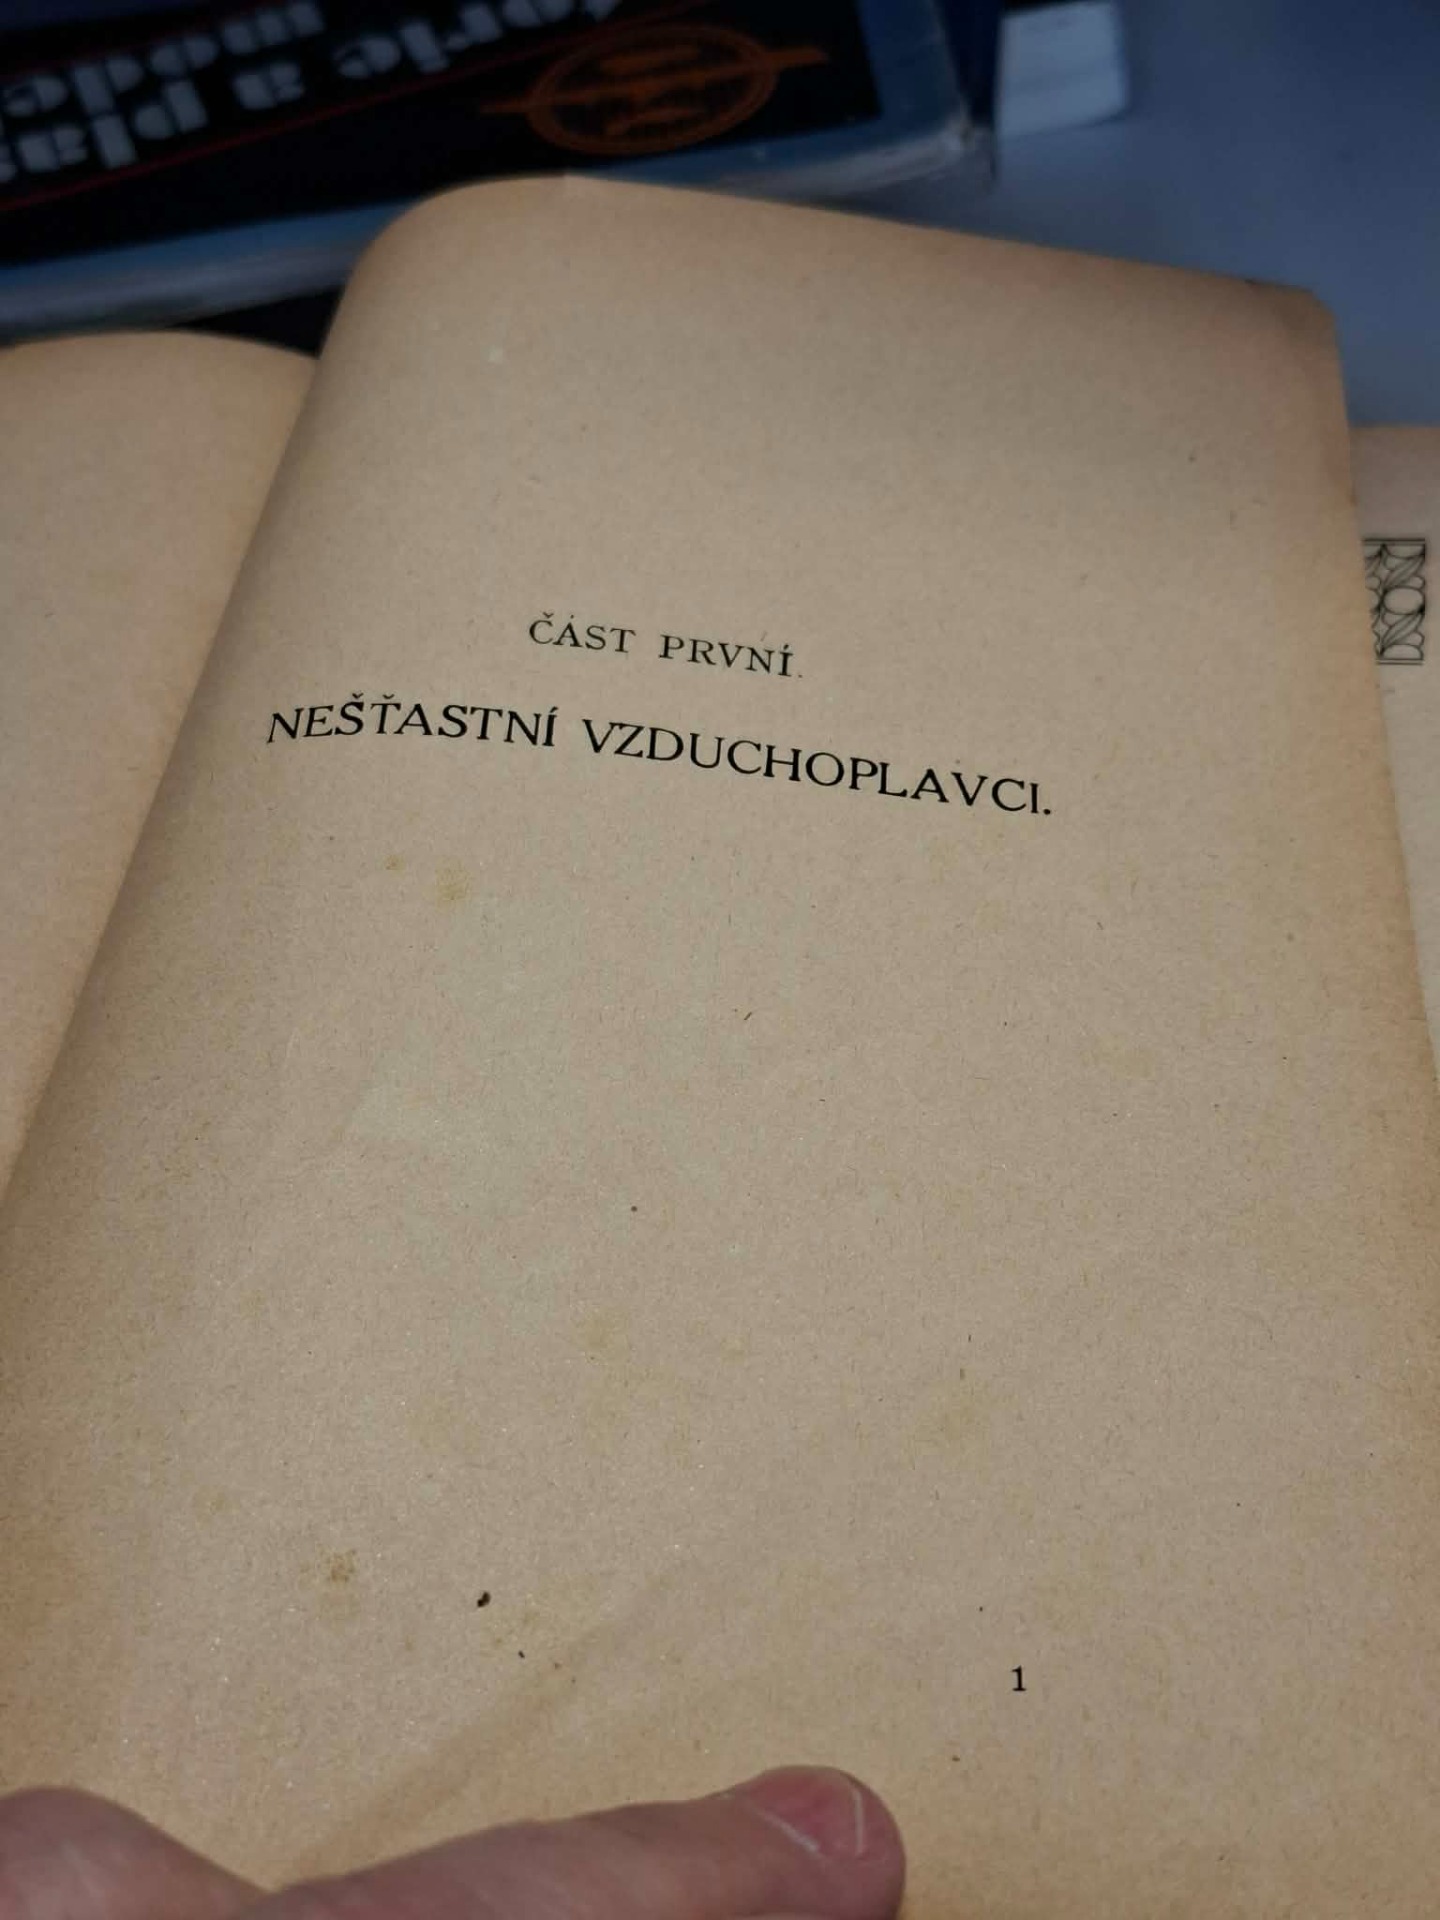 ČÁST PRVNÍ.
NEŠŤASTNÍ VZDUCHOPLAVCI.
1